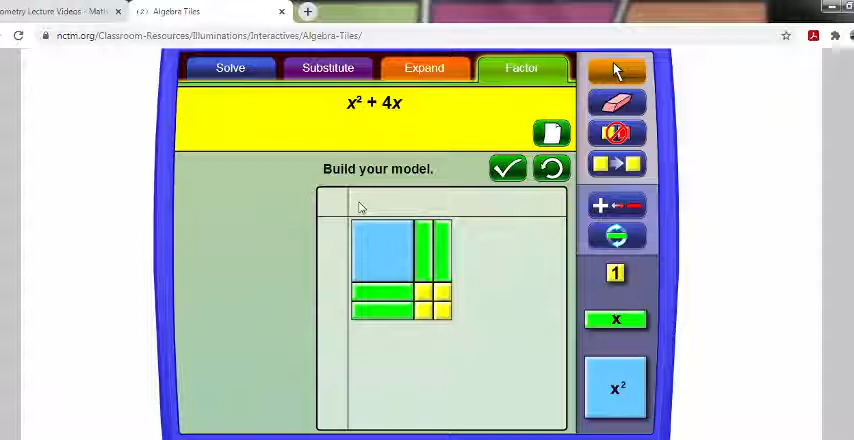 ometry Lecture Videos - Math
Algebra Tiles
nctm.org/Classroom-Resources/Illuminations/Interactives/Algebra-Tiles/
Solve
Substitute
Expand
Factor
x² + 4x
Build your model.
1
x
x²